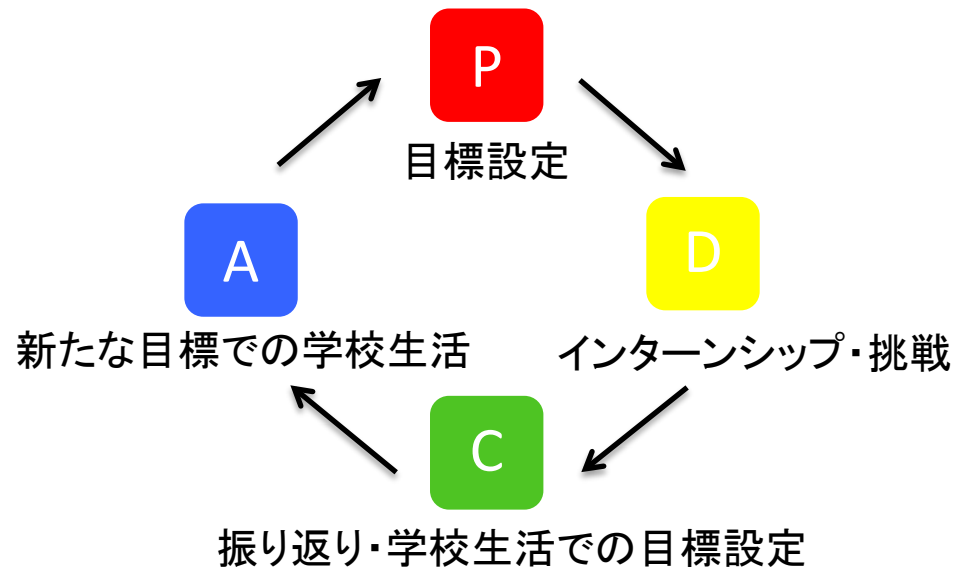 P
目標設定
A
D
新たな目標での学校生活
インターンシップ・挑戦
C
振り返り・学校生活での目標設定